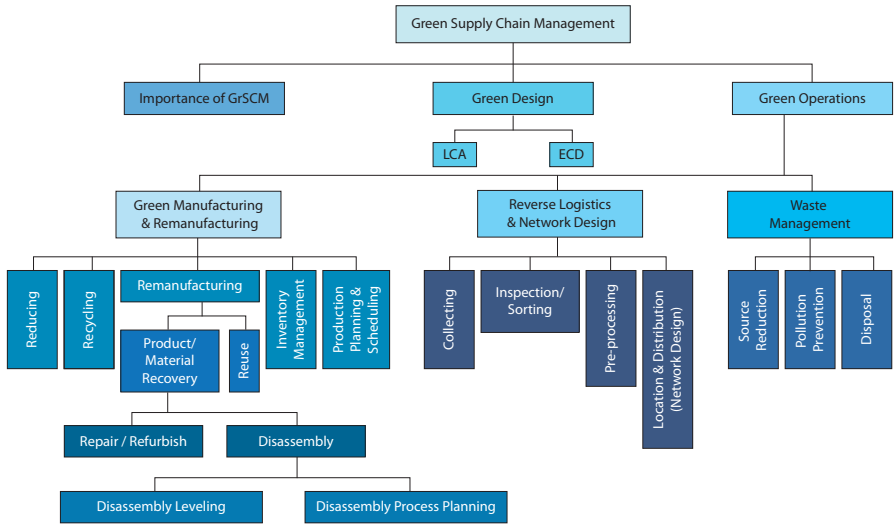 Green Supply Chain Management
Importance of GrSCM
Green Design
Green Operations
LCA
ECD
Green Manufacturing
& Remanufacturing
Reverse Logistics
& Network Design
Waste
Management
Reducing
Recycling
Remanufacturing
Inventory
Management
Production
Planning &
Scheduling
Collecting
Inspection/
Sorting
Pre-processing
Location & Distribution
(Network Design)
Source
Reduction
Pollution
Prevention
Disposal
Product/
Material
Recovery
Reuse
Repair / Refurbish
Disassembly
Disassembly Leveling
Disassembly Process Planning